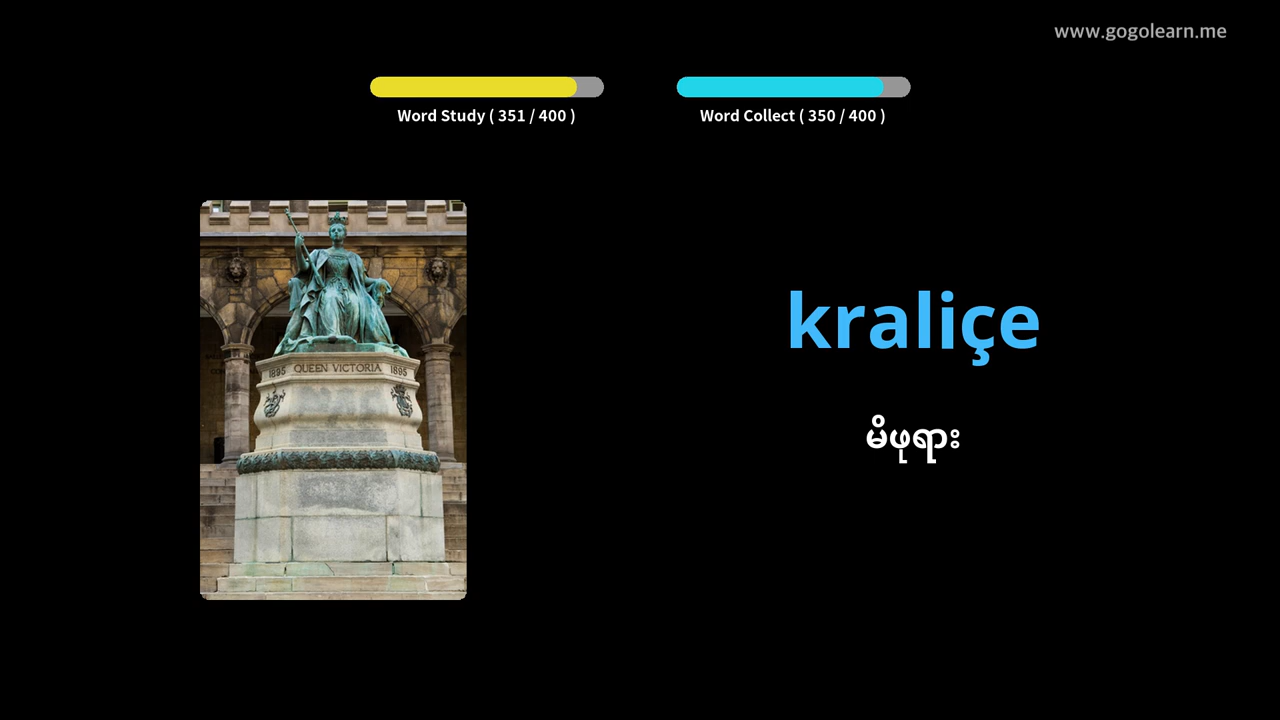 www.gogolearn.me
Word Study ( 351 / 400 )
Word Collect ( 350 / 400 )
1895 QUEEN VICTORIA 1895
kraliçe
မိဖုရား